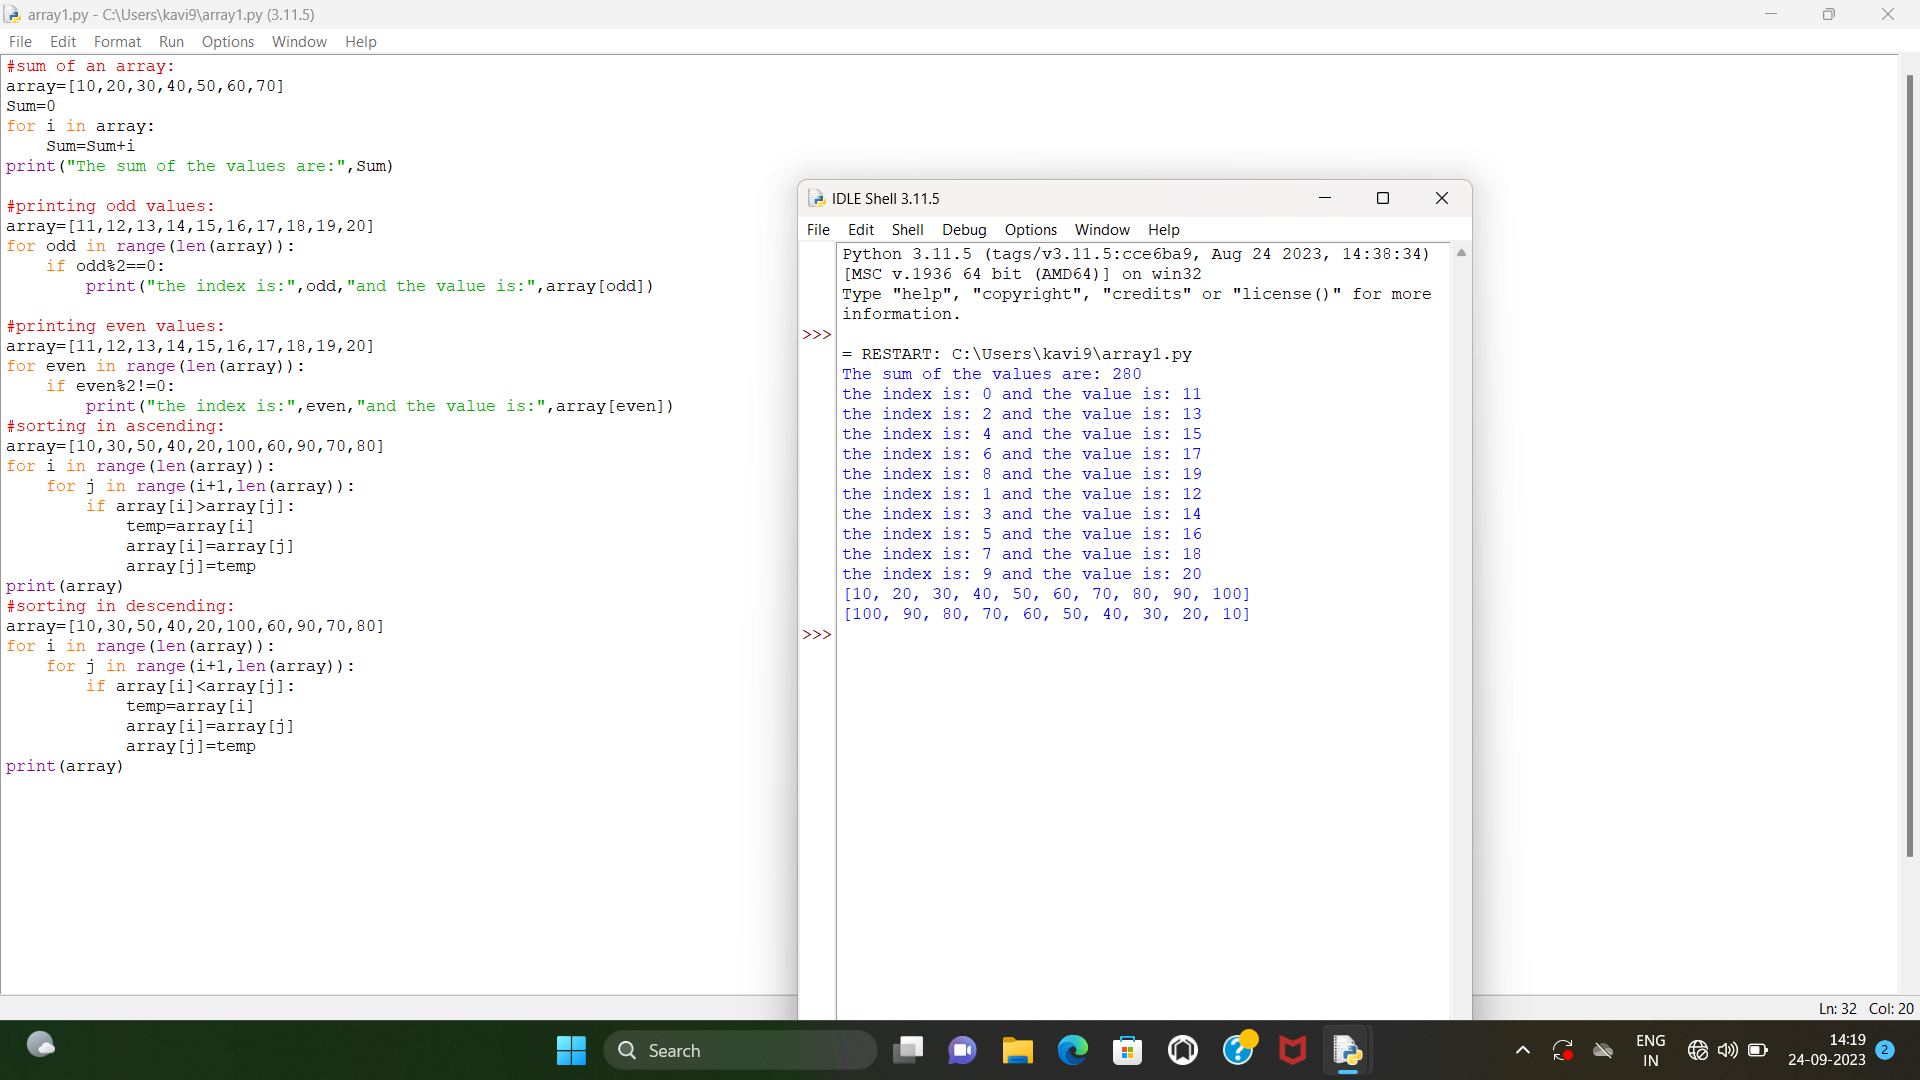 array1.py - C:\Users\kavi9\array1.py (3.11.5)
File Edit Format Run Options Window Help
#sum of an array:
array=[10,20,30,40,50,60,70]
Sum=0
for i in array:
    Sum=Sum+i
print("The sum of the values are:",Sum)
#printing odd values:
array=[11,12,13,14,15,16,17,18,19,20]
for odd in range(len(array)):
    if odd%2==0:
        print("the index is:",odd,"and the value is:",array[odd])
#printing even values:
array=[11,12,13,14,15,16,17,18,19,20]
for even in range(len(array)):
    if even%2!=0:
        print("the index is:",even,"and the value is:",array[even])
#sorting in ascending:
array=[10,30,50,40,20,100,60,90,70,80]
for i in range(len(array)):
    for j in range(i+1,len(array)):
        if array[i]>array[j]:
            temp=array[i]
            array[i]=array[j]
            array[j]=temp
print(array)
#sorting in descending:
array=[10,30,50,40,20,100,60,90,70,80]
for i in range(len(array)):
    for j in range(i+1,len(array)):
        if array[i]<array[j]:
            temp=array[i]
            array[i]=array[j]
            array[j]=temp
print(array)
IDLE Shell 3.11.5
File Edit Shell Debug Options Window Help
Python 3.11.5 (tags/v3.11.5:cce6ba9, Aug 24 2023, 14:38:34)
[MSC v.1936 64 bit (AMD64)] on win32
Type "help", "copyright", "credits" or "license()" for more
information.
>>>
= RESTART: C:\Users\kavi9\array1.py
The sum of the values are: 280
the index is: 0 and the value is: 11
the index is: 2 and the value is: 13
the index is: 4 and the value is: 15
the index is: 6 and the value is: 17
the index is: 8 and the value is: 19
the index is: 1 and the value is: 12
the index is: 3 and the value is: 14
the index is: 5 and the value is: 16
the index is: 7 and the value is: 18
the index is: 9 and the value is: 20
[10, 20, 30, 40, 50, 60, 70, 80, 90, 100]
[100, 90, 80, 70, 60, 50, 40, 30, 20, 10]
>>>
Ln: 32 Col: 20
Search
ENG
IN
14:19
24-09-2023
2